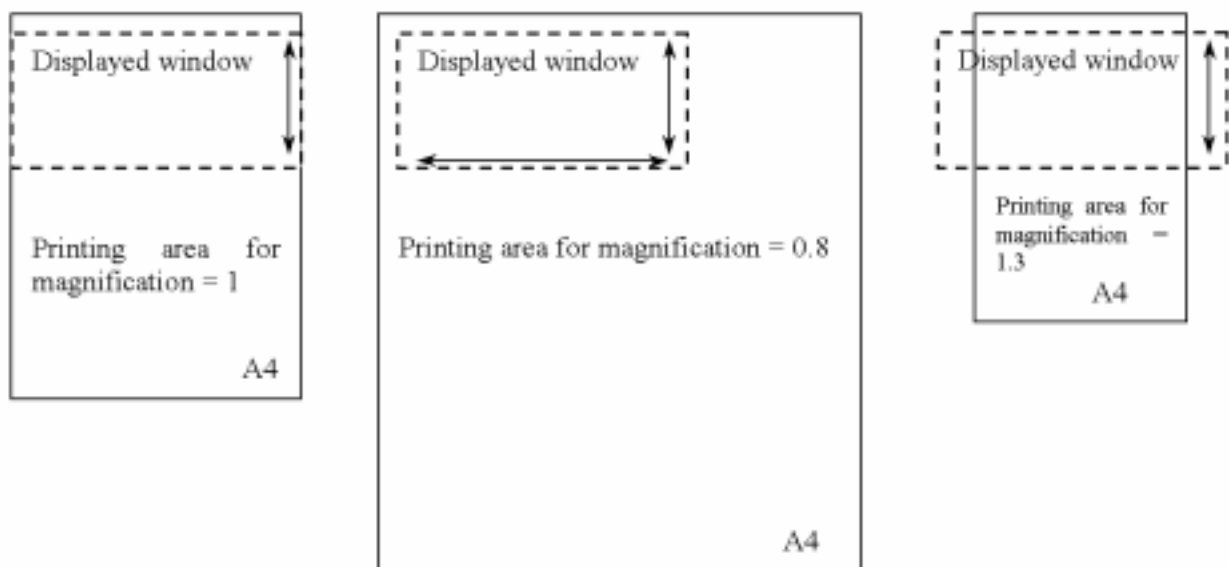 Displayed window
Printing area for
magnification = 1
A4
Displayed window
Printing area for magnification = 0.8
A4
Displayed window
Printing area for
magnification =
1.3
A4